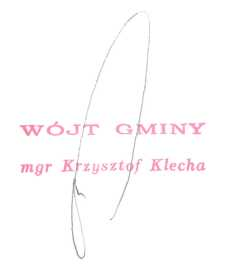 WÓJT GMINY
mgr Krzysztof Klecha